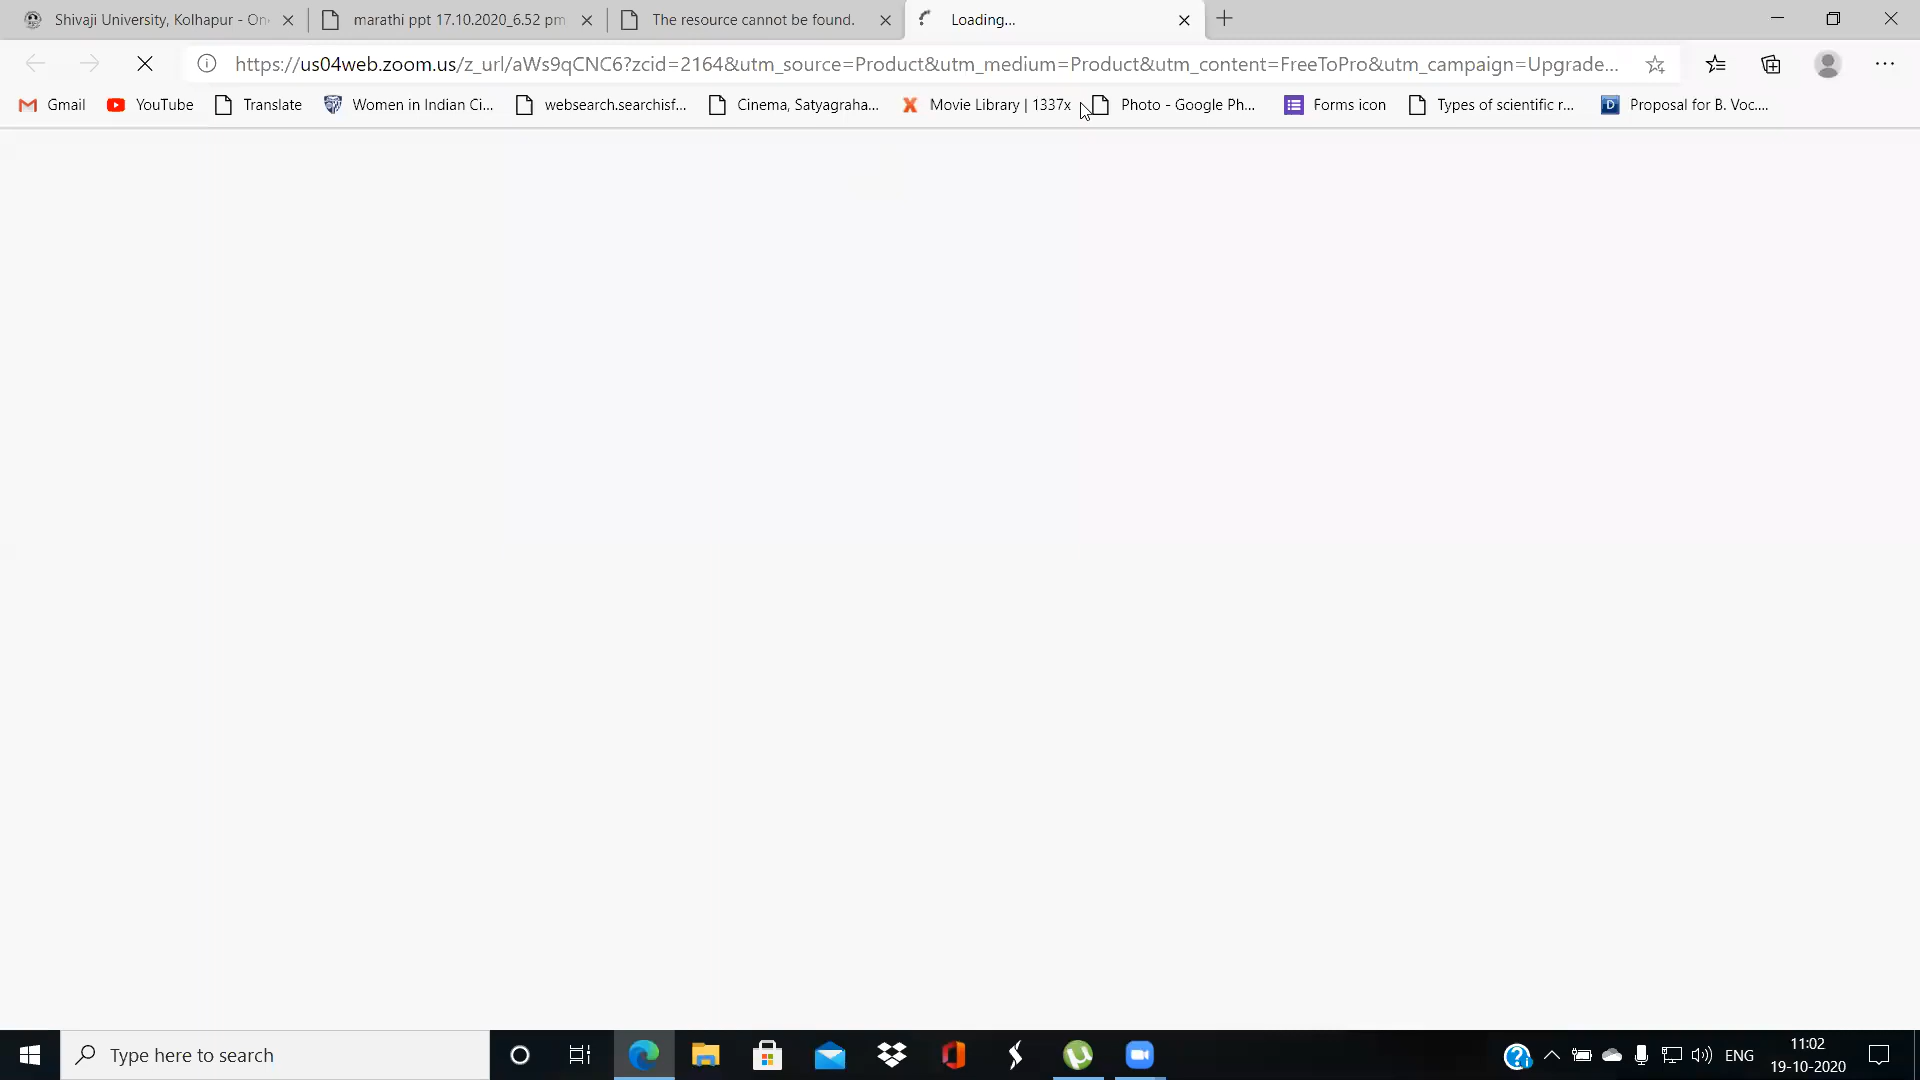 Shivaji University, Kolhapur - On
marathi ppt 17.10.2020_6.52 pm
The resource cannot be found.
Loading...
https://us04web.zoom.us/z_url/aWs9qCNC6?zcid=2164&utm_source=Product&utm_medium=Product&utm_content=FreeToPro&utm_campaign=Upgrade...
Gmail
YouTube
Translate
Women in Indian Ci...
websearch.searchisf...
Cinema, Satyagraha...
Movie Library | 1337x
Photo - Google Ph...
Forms icon
Types of scientific r...
Proposal for B. Voc....
Type here to search
ENG
11:02
19-10-2020